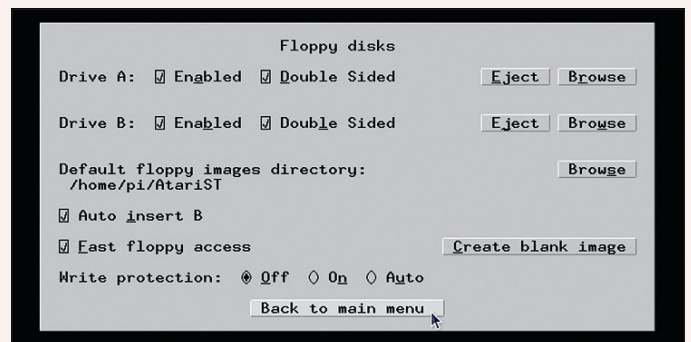 Floppy disks
Drive A: Enabled Double Sided Eject Browse
Drive B: Enabled Double Sided Eject Browse
Default floppy images directory: Browse
/home/pi/AtariST
Auto insert B
Fast floppy access Create blank image
Write protection: Off On Auto
Back to main menu